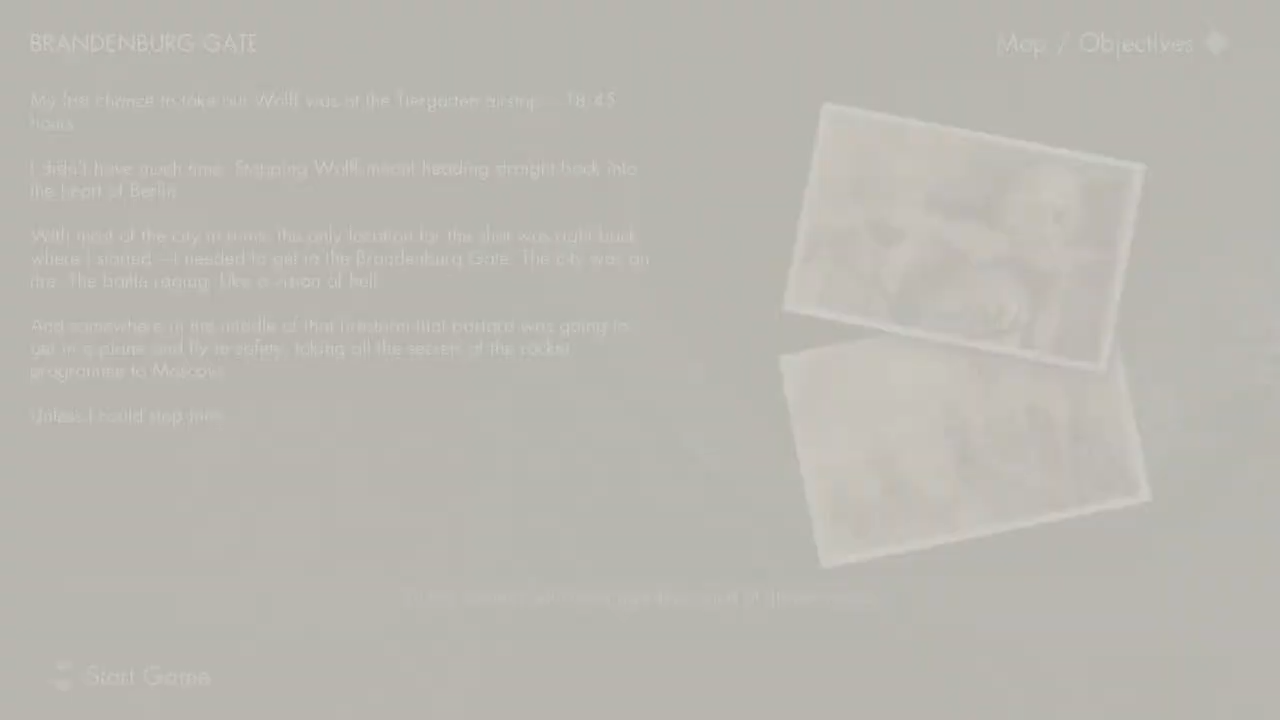 BRANDENBURG GATE
Map / Objectives
My last chance to take out Wolff was at the Tiergarten airstrip – 18:45
hours.
I didn't have much time. Stopping Wolff meant heading straight back into
the heart of Berlin.
With most of the city in ruins, the only location for the shot was right back
where I started – I needed to get to the Brandenburg Gate. The city was on
fire. The battle raging. Like a vision of hell.
And somewhere in the middle of that firestorm that bastard was going to
get in a plane and fly to safety, taking all the secrets of the rocket
programme to Moscow.
Unless I could stop him.
Start Game